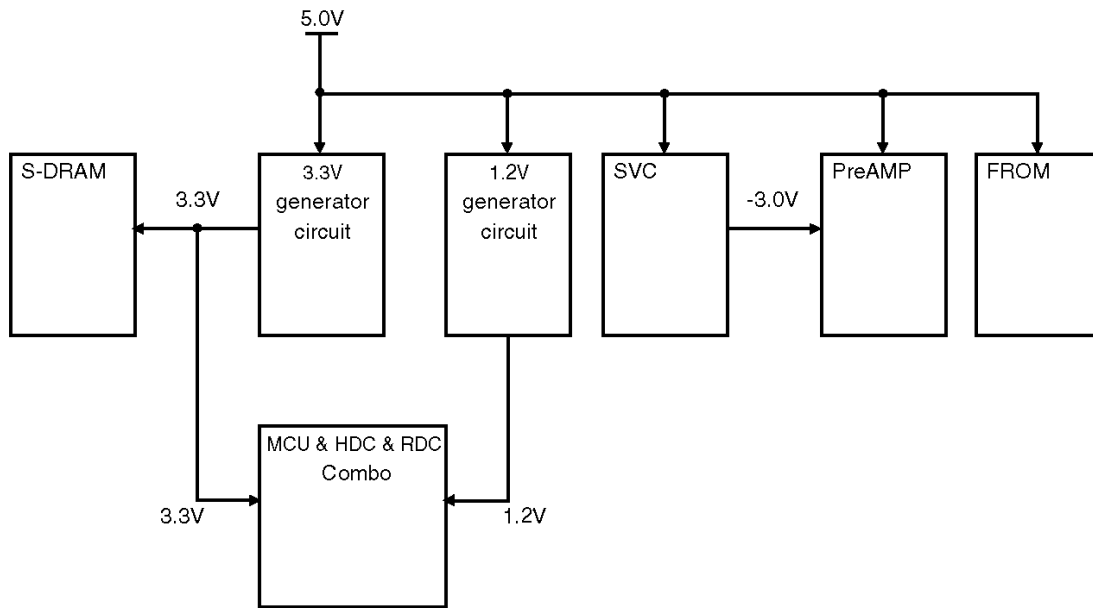 5.0V
S-DRAM
3.3V
3.3V
generator
circuit
1.2V
generator
circuit
SVC
-3.0V
PreAMP
FROM
MCU & HDC & RDC
Combo
3.3V
1.2V